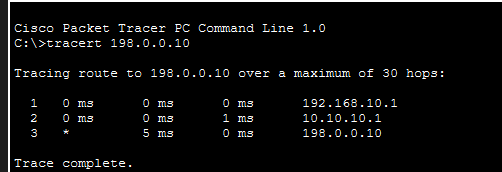 Cisco Packet Tracer PC Command Line 1.0
C:\>tracert 198.0.0.10
Tracing route to 198.0.0.10 over a maximum of 30 hops:
1 0 ms 0 ms 0 ms 192.168.10.1
2 0 ms 0 ms 1 ms 10.10.10.1
3 * 5 ms 0 ms 198.0.0.10
Trace complete.